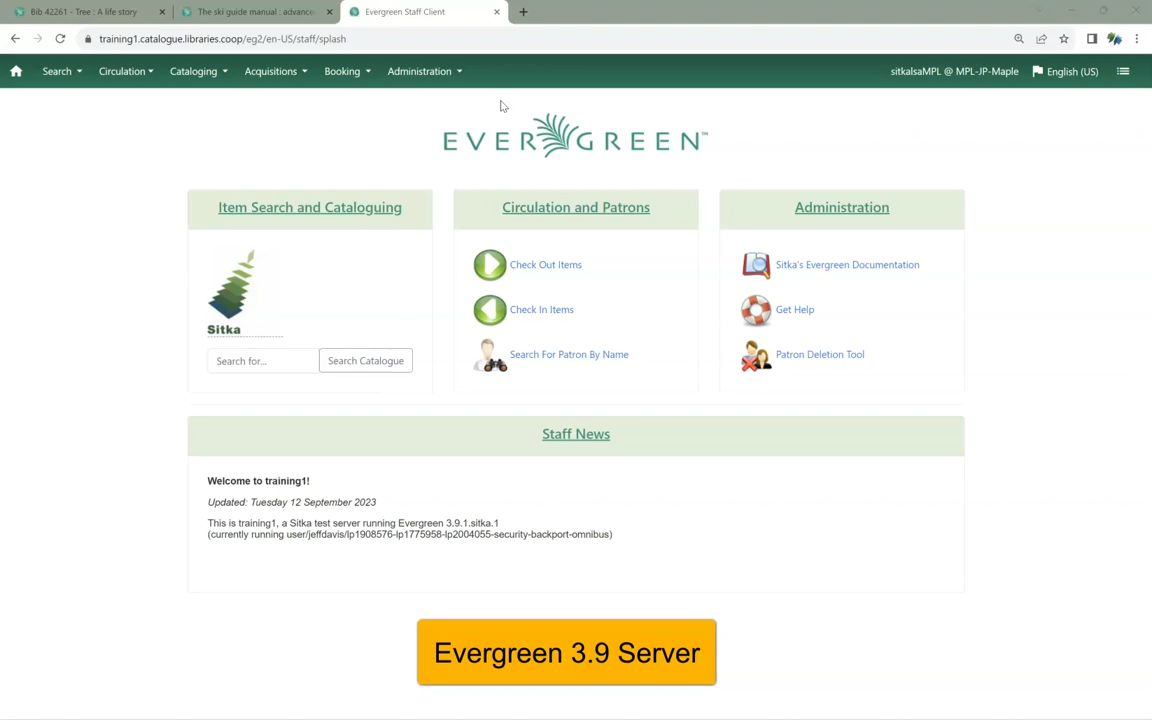 Bib 42261 - Tree : A life story
The ski guide manual : advance
Evergreen Staff Client
training1.catalogue.libraries.coop/eg2/en-US/staff/splash
Search Circulation Cataloging Acquisitions Booking Administration sitkalsaMPL @ MPL-JP-Maple English (US)
EVERGREEN™
Item Search and Cataloguing
Sitka
Search for... Search Catalogue
Circulation and Patrons
Check Out Items
Check In Items
Search For Patron By Name
Administration
Sitka's Evergreen Documentation
Get Help
Patron Deletion Tool
Staff News
Welcome to training1!
Updated: Tuesday 12 September 2023
This is training1, a Sitka test server running Evergreen 3.9.1.sitka.1
(currently running user/jeffdavis/lp1908576-lp1775958-lp2004055-security-backport-omnibus)
Evergreen 3.9 Server